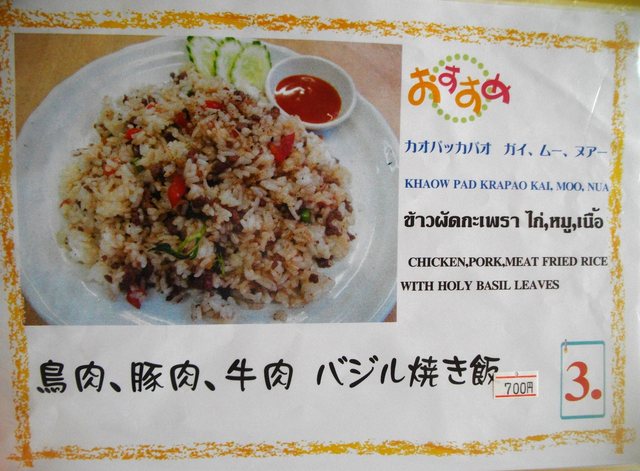 おすすめ
カオパッカパオ ガイ、ムー、ヌアー
KHAOW PAD KRAPAO KAI, MOO, NUA
ข้าวผัดกะเพรา ไก่,หมู,เนื้อ
CHICKEN,PORK,MEAT FRIED RICE
WITH HOLY BASIL LEAVES
鳥肉、豚肉、牛肉 バジル焼き飯
700円
3.